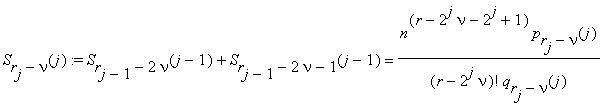 S_{r_j - ν}(j) := S_{r_{j-1} - 2ν}(j-1) + S_{r_{j-1} - 2ν - 1}(j-1) = \frac{n^{(r - 2^j ν - 2^j + 1)} p_{r_j - ν}(j)}{(r - 2^j ν)! q_{r_j - ν}(j)}